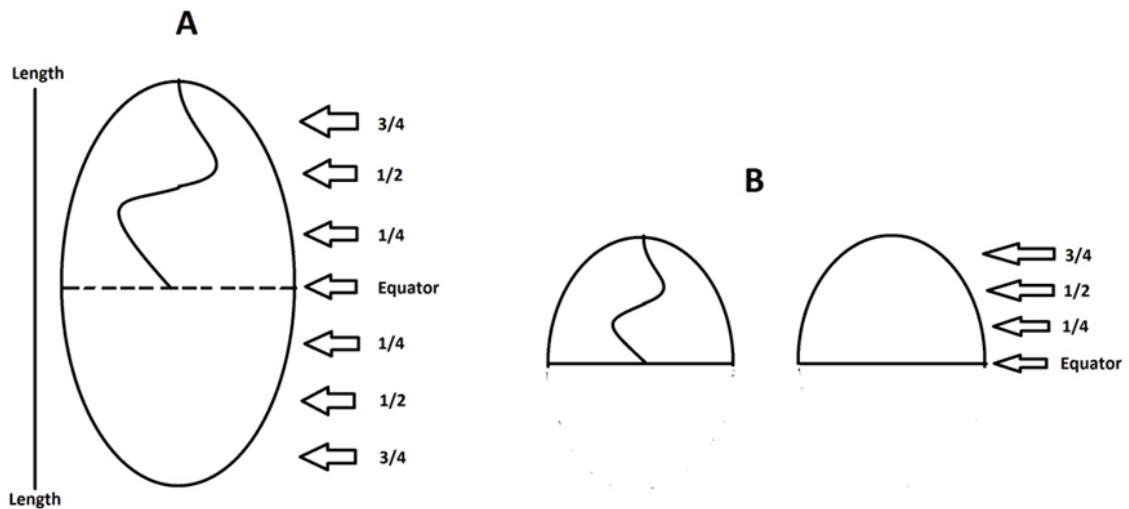 A
Length
3/4
1/2
1/4
Equator
1/4
1/2
3/4
Length
B
3/4
1/2
1/4
Equator